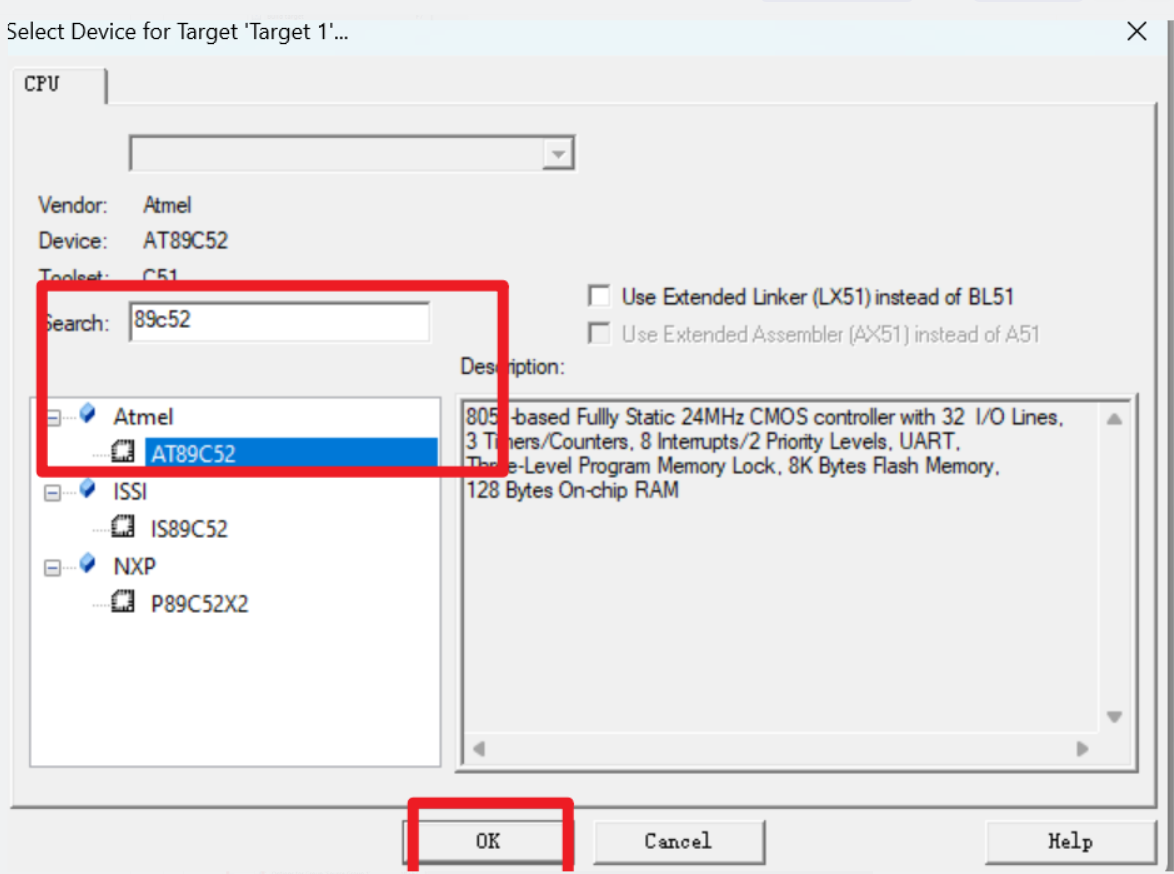 Select Device for Target 'Target 1'...
CPU
Vendor: Atmel
Device: AT89C52
Toolset: C51
Search: 89c52
Use Extended Linker (LX51) instead of BL51
Use Extended Assembler (AX51) instead of A51
Description:
Atmel
AT89C52
ISSI
IS89C52
NXP
P89C52X2
-based Fullly Static 24MHz CMOS controller with 32 I/O Lines,
3 Timers/Counters, 8 Interrupts/2 Priority Levels, UART,
Three-Level Program Memory Lock, 8K Bytes Flash Memory,
128 Bytes On-chip RAM
OK
Cancel
Help